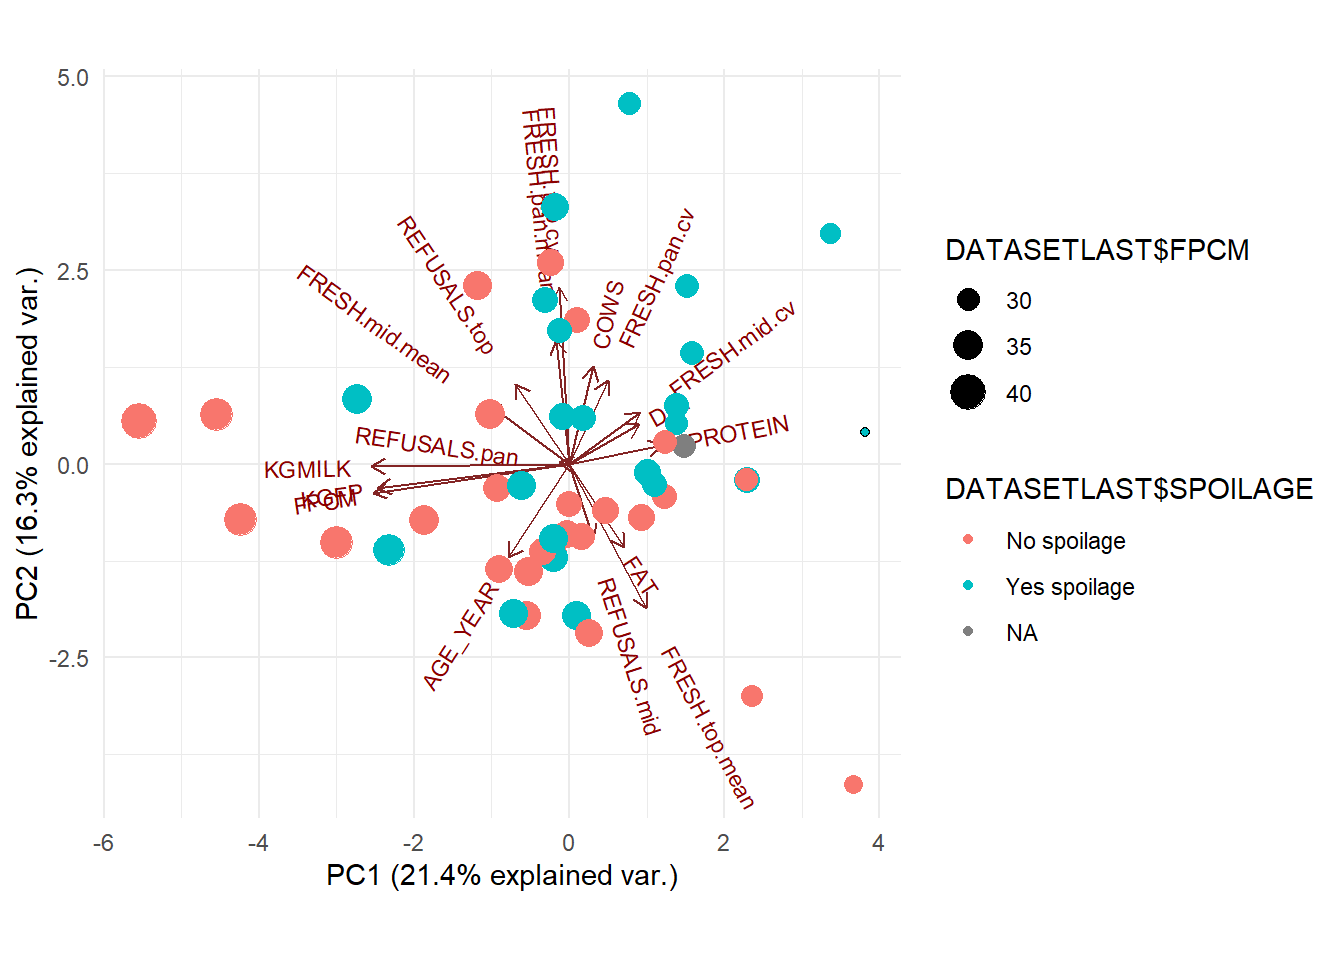 5.0
2.5
0.0
-2.5
-6
-4
-2
0
2
4
PC1 (21.4% explained var.)
PC2 (16.3% explained var.)
REFUSALS.top
FRESH.mid.mean
COWS
FRESH.pan.cv
FRESH.mid.cv
PROTEIN
REFUSALS.pan
KGMILK
KGFP
FPCM
AGE_YEAR
FAT
REFUSALS.mid
FRESH.top.mean
DATASETLAST$FPCM
30
35
40
DATASETLAST$SPOILAGE
No spoilage
Yes spoilage
NA